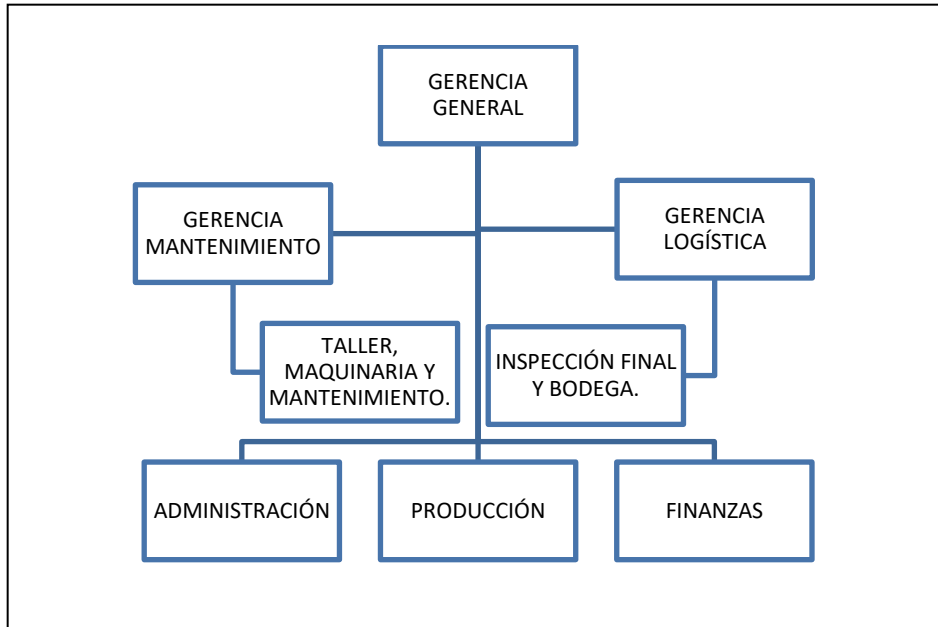 GERENCIA
GENERAL
GERENCIA
MANTENIMIENTO
GERENCIA
LOGÍSTICA
TALLER,
MAQUINARIA Y
MANTENIMIENTO.
INSPECCIÓN FINAL
Y BODEGA.
ADMINISTRACIÓN
PRODUCCIÓN
FINANZAS